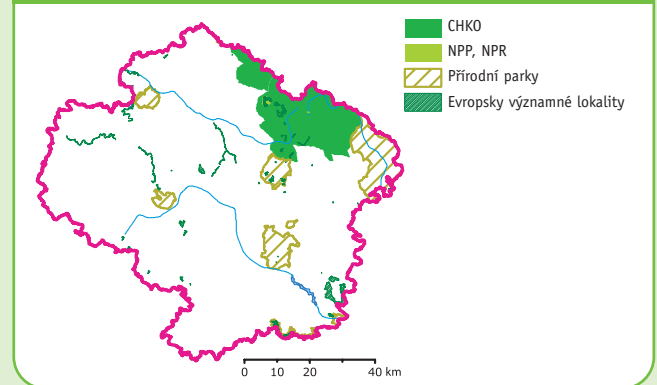 CHKO
NPP, NPR
Přírodní parky
Evropsky významné lokality
0 10 20 40 km